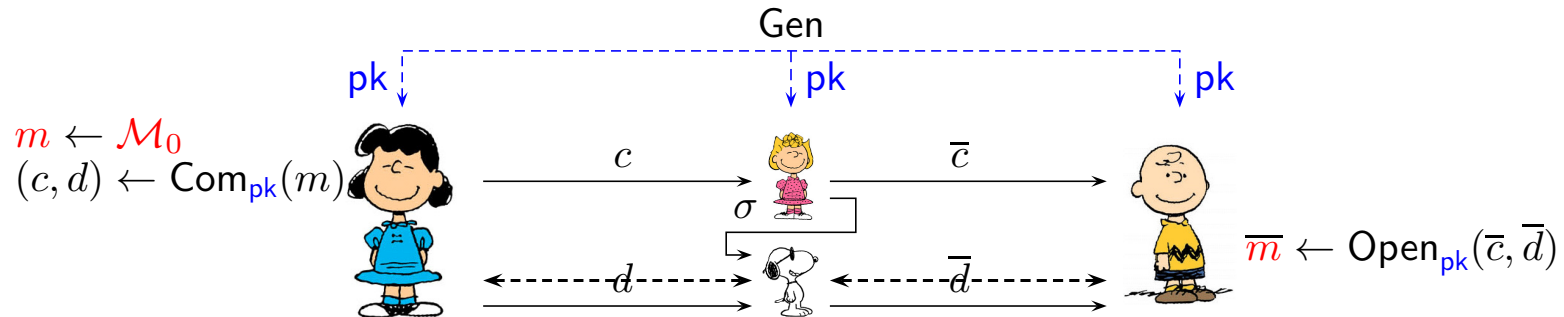 Gen
pk pk pk
m ← ℳ₀
(c, d) ← Com_pk(m)
c c̅
σ
d d̅
m̅ ← Open_pk(c̅, d̅)